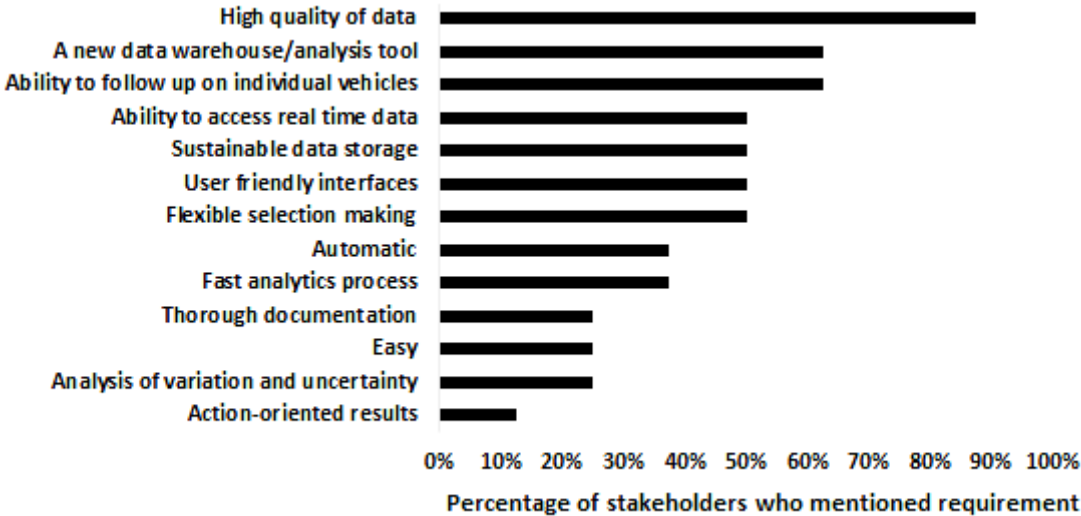 High quality of data
A new data warehouse/analysis tool
Ability to follow up on individual vehicles
Ability to access real time data
Sustainable data storage
User friendly interfaces
Flexible selection making
Automatic
Fast analytics process
Thorough documentation
Easy
Analysis of variation and uncertainty
Action-oriented results
0% 10% 20% 30% 40% 50% 60% 70% 80% 90% 100%
Percentage of stakeholders who mentioned requirement